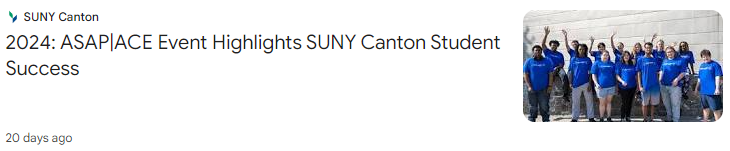 SUNY Canton
2024: ASAP|ACE Event Highlights SUNY Canton Student
Success
20 days ago